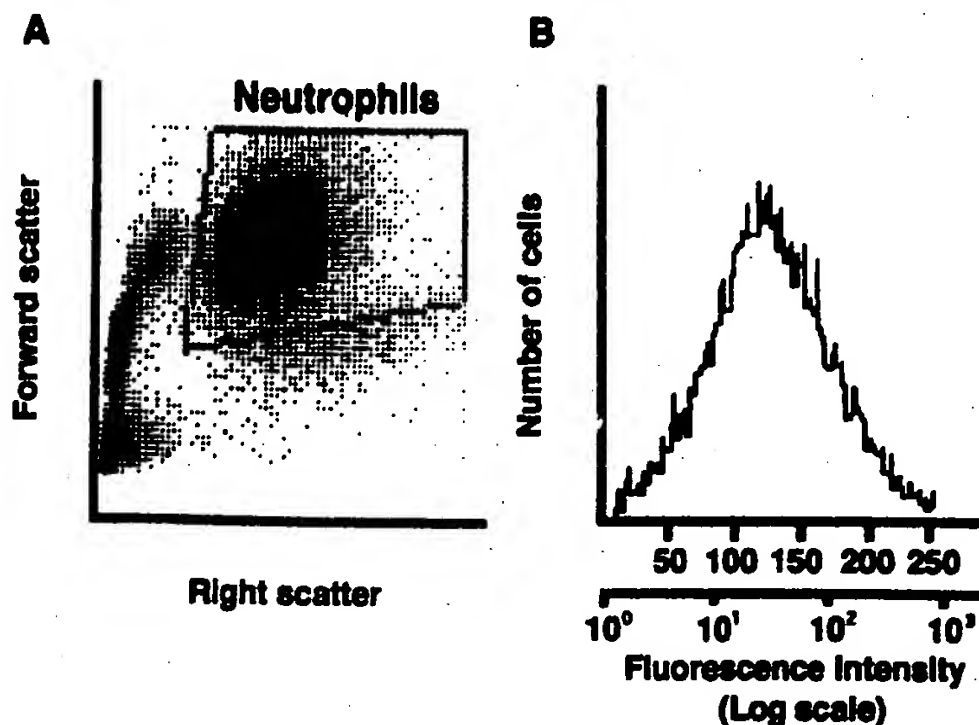 A
Neutrophils
Forward scatter
Right scatter
B
Number of cells
50 100 150 200 250
10⁰ 10¹ 10² 10³
Fluorescence intensity
(Log scale)